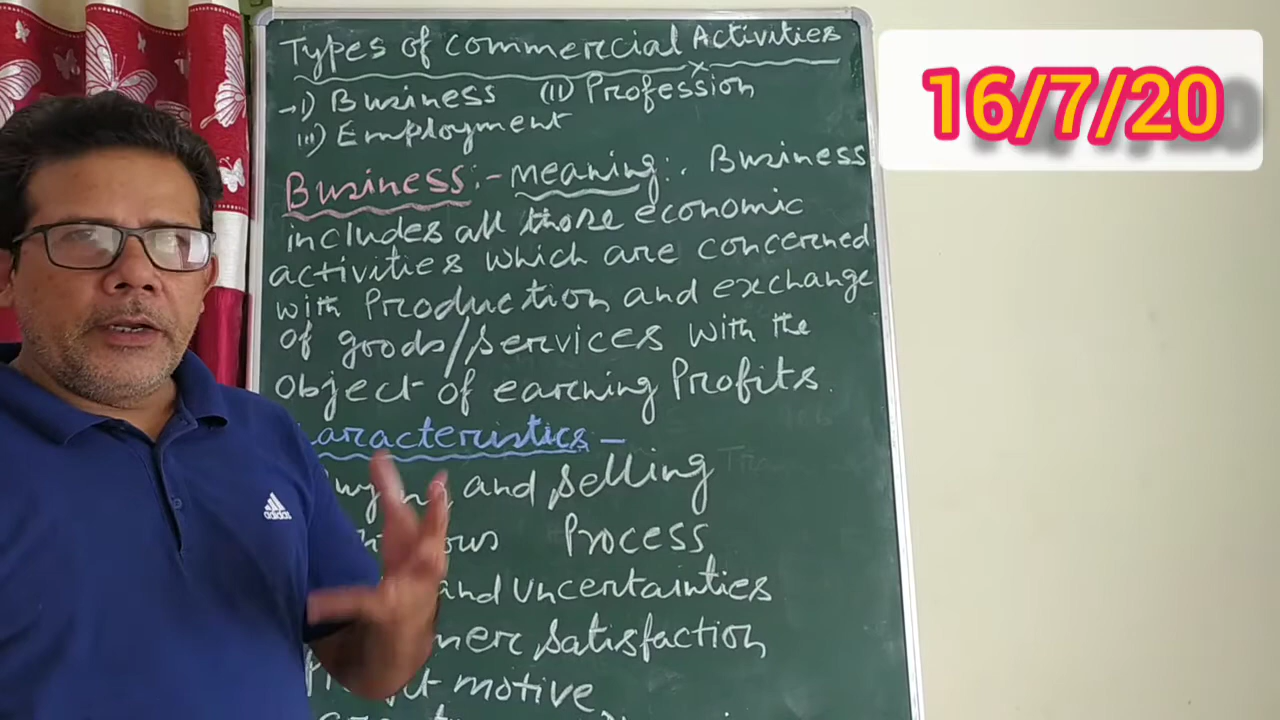 Types of commercial Activities
→i) Business (ii) Profession
iii) Employment
Business:- meaning:. Business
includes all those economic
activities which are concerned
with Production and exchange
of goods/services with the
object of earning Profits.
aracteristics –
and selling
Process
and uncertainties
satisfaction
motive
16/7/20
adidas